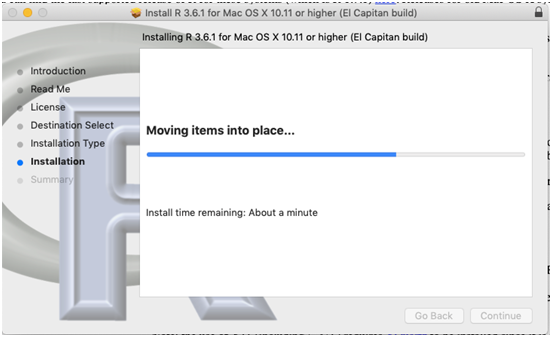 Install R 3.6.1 for Mac OS X 10.11 or higher (El Capitan build)
Installing R 3.6.1 for Mac OS X 10.11 or higher (El Capitan build)
Introduction
Read Me
License
Destination Select
Installation Type
Installation
Summary
Moving items into place...
Install time remaining: About a minute
Go Back
Continue